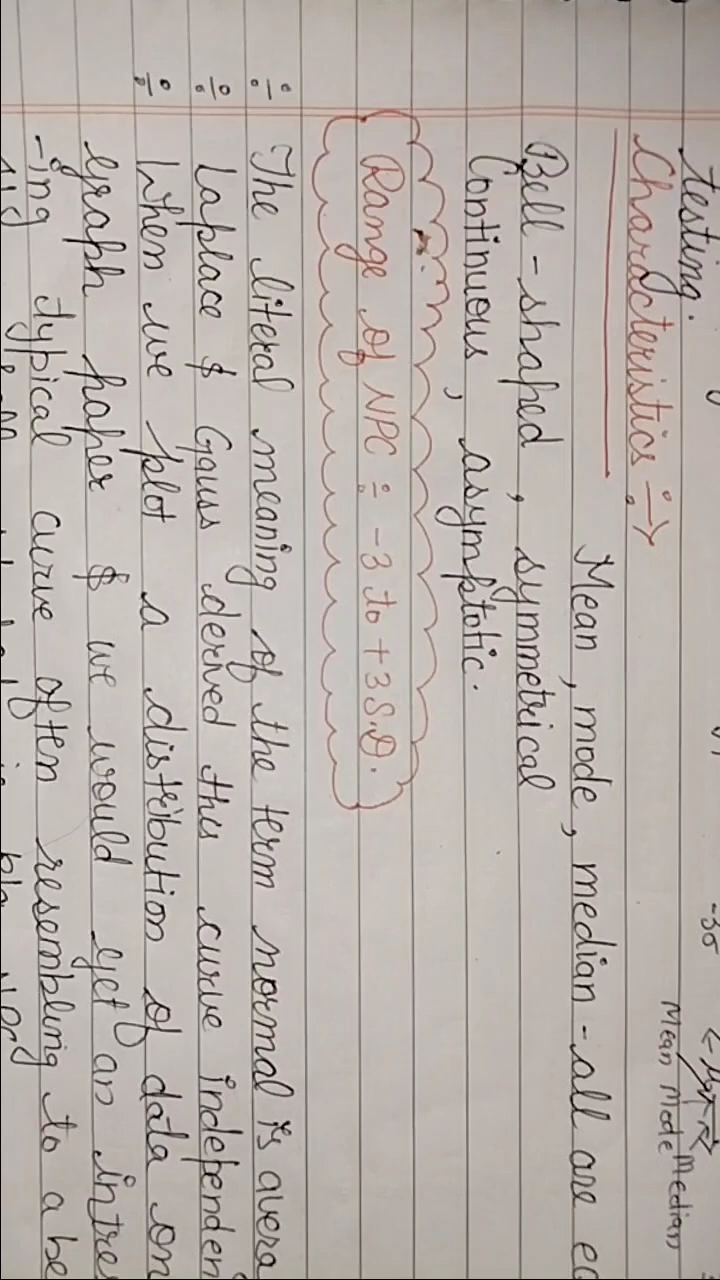 -3σ
Mean Mode Median
testing.
Characteristics :→
Mean, mode, median - all are
Bell-shaped, symmetrical
Continuous, asymptotic.
Range of NPC :- -3 to +3 S.D.
The literal meaning of the term normal is avera
Laplace & Gauss derived this curve independen
When we plot a distribution of data on
graph paper & we would get an intre
-ing typical curve often resembling to a be